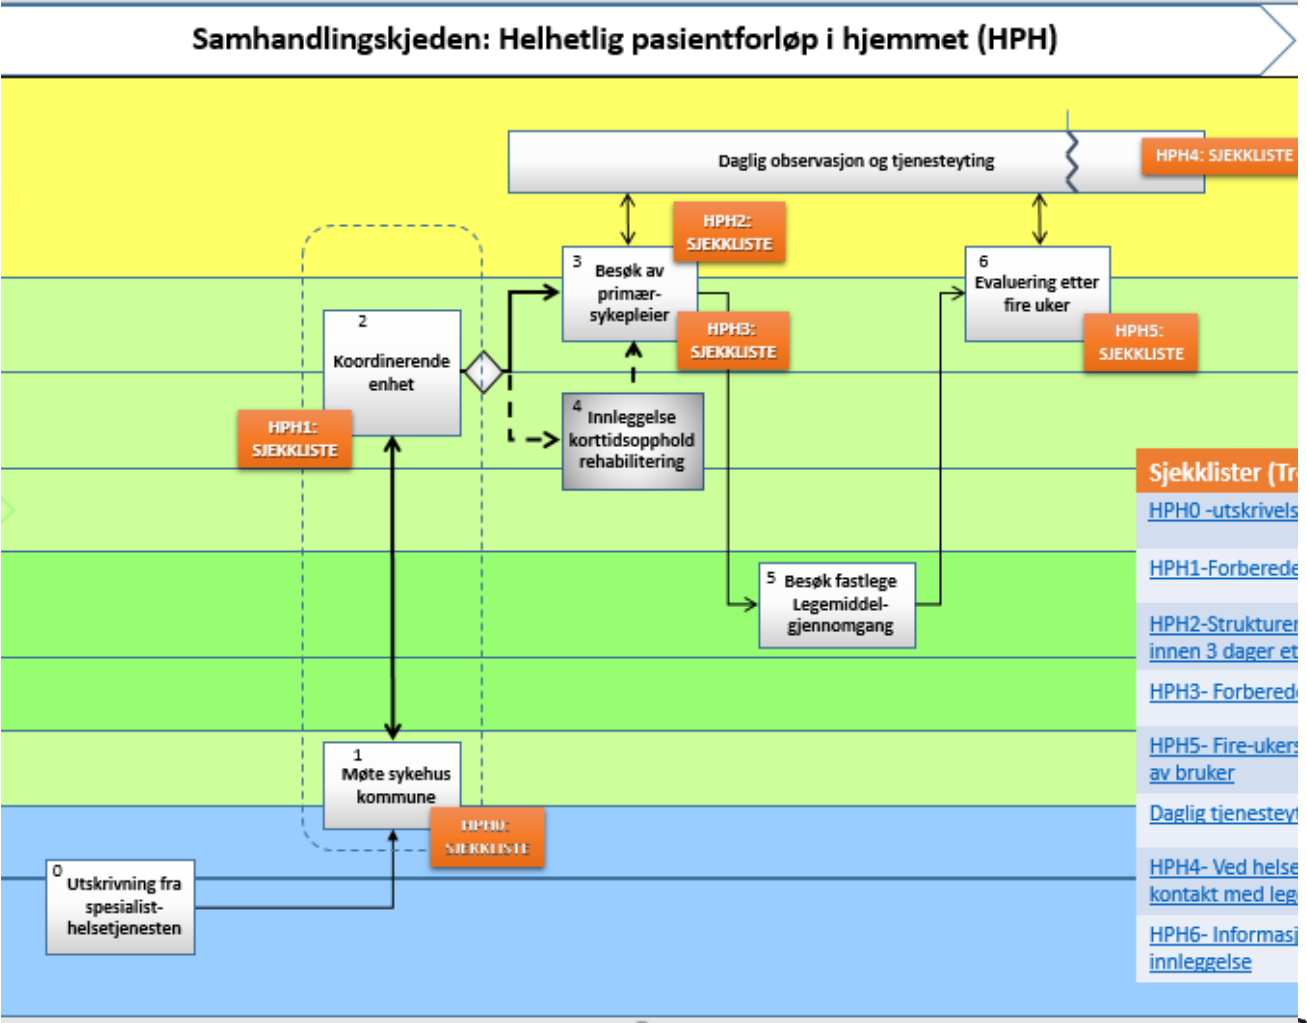 Samhandlingskjeden: Helhetlig pasientforløp i hjemmet (HPH)
Daglig observasjon og tjenesteyting
HPH4: SJEKKLISTE
HPH2:
SJEKKLISTE
3
Besøk av
primær-
sykepleier
6
Evaluering etter
fire uker
HPH3:
SJEKKLISTE
HPH5:
SJEKKLISTE
2
Koordinerende
enhet
HPH1:
SJEKKLISTE
4
Innleggelse
korttidsopphold
rehabilitering
5
Besøk fastlege
Legemiddel-
gjennomgang
1
Møte sykehus
kommune
HPH0:
SJEKKLISTE
0
Utskrivning fra
spesialist-
helsetjenesten
Sjekklister (Tr
HPH0 -utskrivels
HPH1-Forberede
HPH2-Strukturer
innen 3 dager et
HPH3- Forbered
HPH5- Fire-ukers
av bruker
Daglig tjenesteyt
HPH4- Ved helse
kontakt med leg
HPH6- Informasj
innleggelse